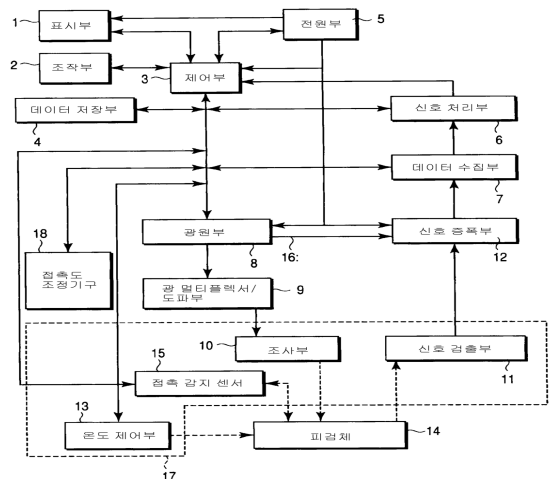 1
표시부
전원부
5
2
조작부
3
제어부
데이터 저장부
4
신호 처리부
6
데이터 수집부
7
18
접촉도
조정기구
광원부
8
16:
신호 증폭부
12
광 멀티플렉서/
도파부
9
10
조사부
신호 검출부
11
15
접촉 감지 센서
13
온도 제어부
피검체
14
17